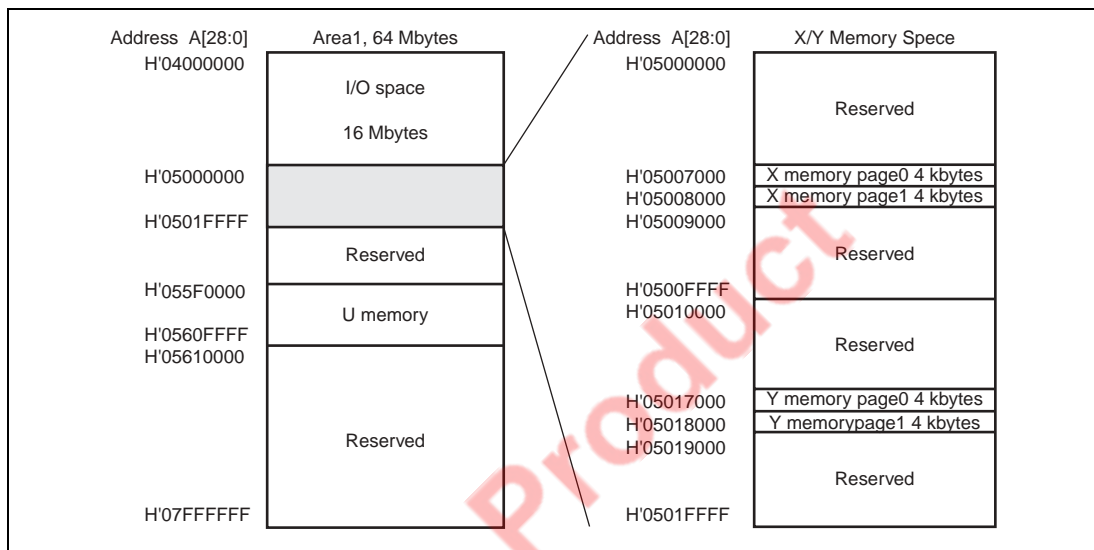 Address A[28:0]
Area1, 64 Mbytes
H'04000000
I/O space
16 Mbytes
H'05000000
H'0501FFFF
Reserved
H'055F0000
U memory
H'0560FFFF
H'05610000
Reserved
H'07FFFFFF
Address A[28:0]
X/Y Memory Spece
H'05000000
Reserved
H'05007000
X memory page0 4 kbytes
H'05008000
X memory page1 4 kbytes
H'05009000
Reserved
H'0500FFFF
H'05010000
Reserved
H'05017000
Y memory page0 4 kbytes
H'05018000
Y memorypage1 4 kbytes
H'05019000
Reserved
H'0501FFFF
Product